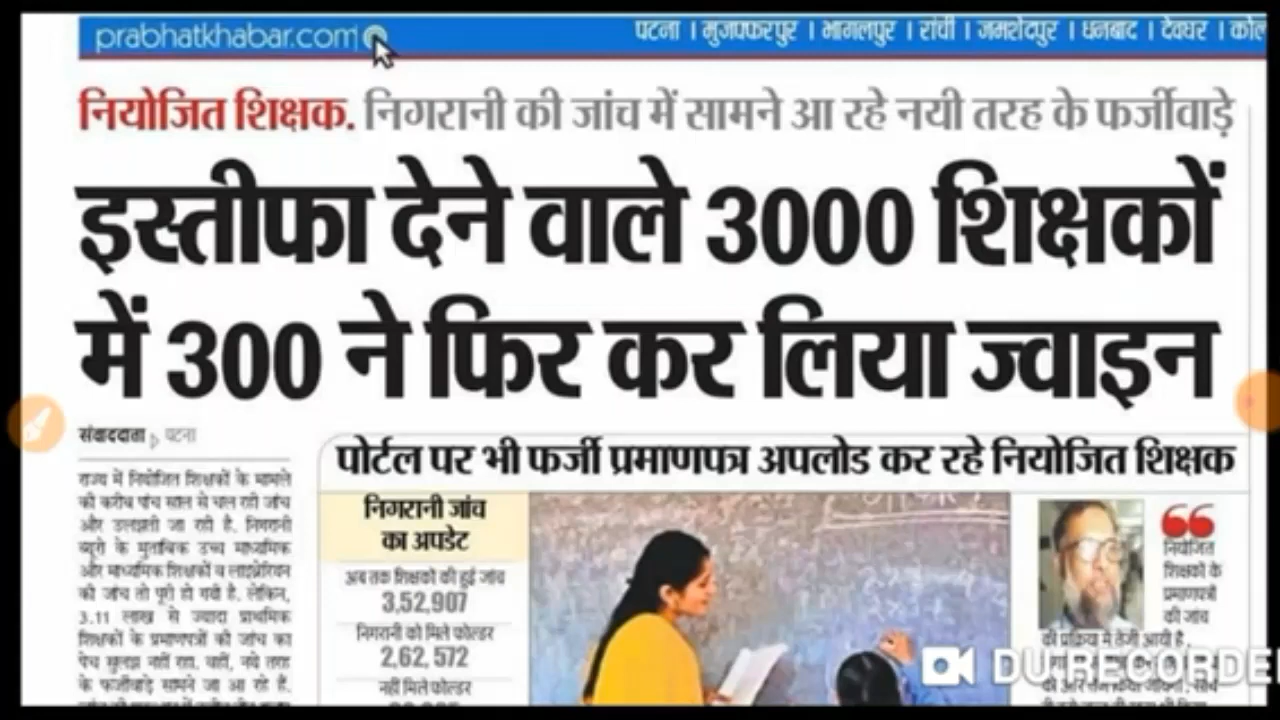 prabhatkhabar.com
पटना । मुजफ्फरपुर । भागलपुर । रांची । जमशेदपुर । धनबाद । देवघर । कोल
नियोजित शिक्षक. निगरानी की जांच में सामने आ रहे नयी तरह के फर्जीवाड़े
इस्तीफा देने वाले 3000 शिक्षकों
में 300 ने फिर कर लिया ज्वाइन
संवाददाता ▷ पटना
राज्य में नियोजित शिक्षकों के मामले
की करीब पांच साल से चल रही जांच
और उलझती जा रही है. निगरानी
ब्यूरो के मुताबिक उच्च माध्यमिक
और माध्यमिक शिक्षकों व लाइब्रेरियन
की जांच तो पूरी हो गयी है. लेकिन,
3.11 लाख से ज्यादा प्राथमिक
शिक्षकों के प्रमाणपत्रों की जांच का
पेच सुलझ नहीं रहा. वहीं, नये तरह
के फर्जीवाड़े सामने जा आ रहे हैं.
पोर्टल पर भी फर्जी प्रमाणपत्र अपलोड कर रहे नियोजित शिक्षक
निगरानी जांच
का अपडेट
अब तक शिक्षकों की हुई जांच
3,52,907
निगरानी को मिले फोल्डर
2,62,572
नहीं मिले फोल्डर
नियोजित
शिक्षकों के
प्रमाणपत्रों
की जांच
की प्रक्रिया में तेजी आयी है,
DU RECORDE